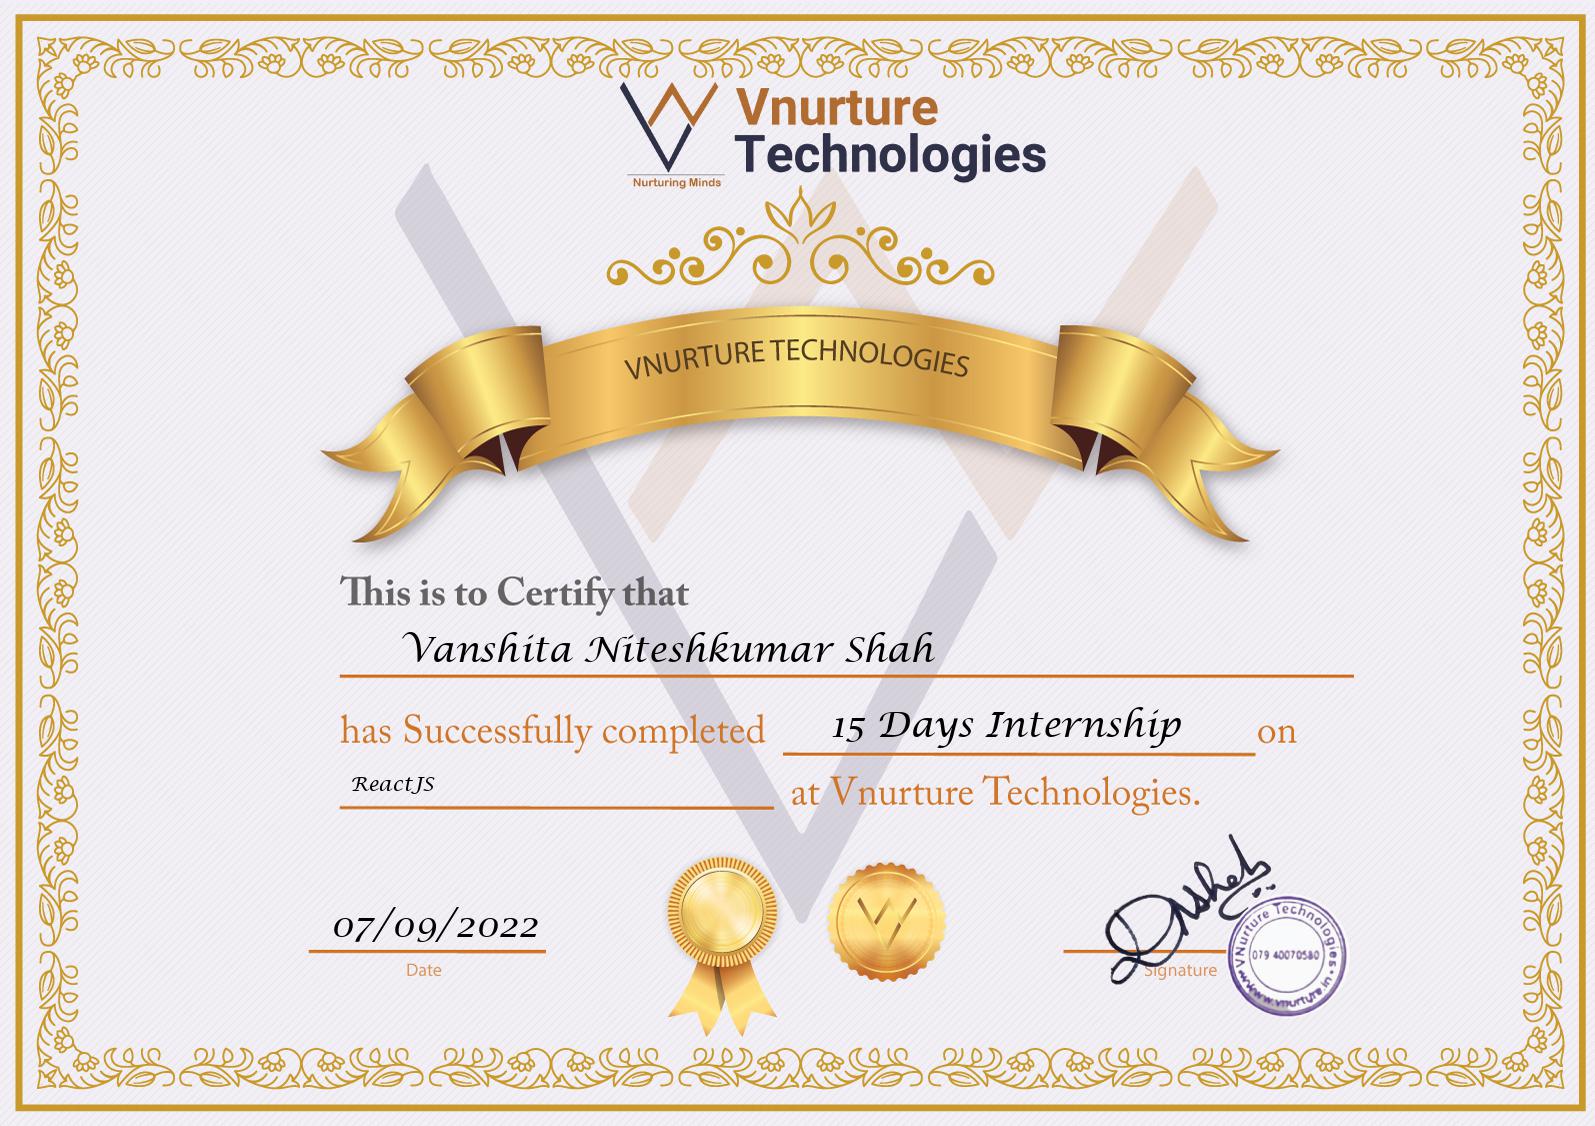 Vnurture
Technologies
Nurturing Minds
VNURTURE TECHNOLOGIES
This is to Certify that
Vanshita Niteshkumar Shah
has Successfully completed 15 Days Internship on
ReactJS at Vnurture Technologies.
07/09/2022
Date
Signature
VNurture Technologies
079 40070580
www.vnurture.in